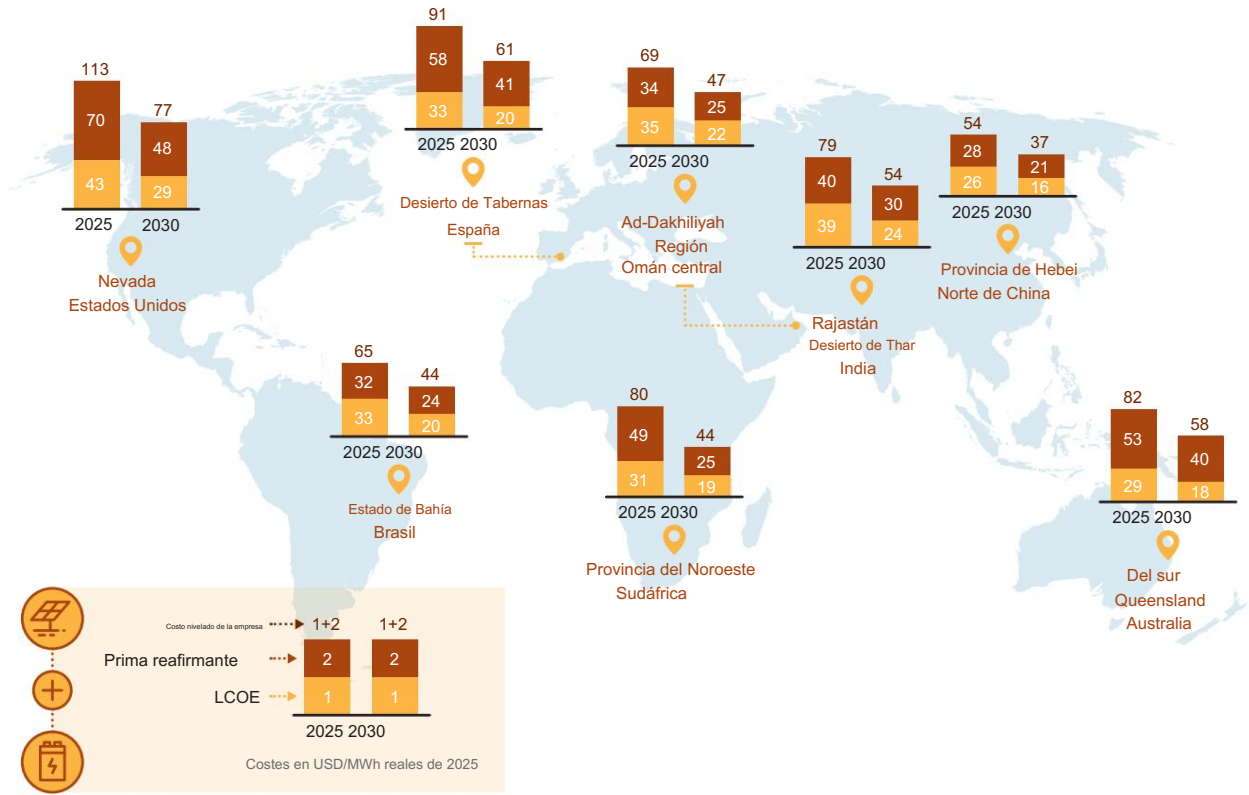 113
70
43
77
48
29
2025 2030
Nevada
Estados Unidos
91
58
33
61
41
20
2025 2030
Desierto de Tabernas
España
69
34
35
47
25
22
2025 2030
Ad-Dakhiliyah
Región
Omán central
79
40
39
54
30
24
2025 2030
Rajastán
Desierto de Thar
India
54
28
26
37
21
16
2025 2030
Provincia de Hebei
Norte de China
65
32
33
44
24
20
2025 2030
Estado de Bahía
Brasil
80
49
31
44
25
19
2025 2030
Provincia del Noroeste
Sudáfrica
82
53
29
58
40
18
2025 2030
Del sur
Queensland
Australia
Costo nivelado de la empresa 1+2 1+2
Prima reafirmante 2 2
LCOE 1 1
2025 2030
Costes en USD/MWh reales de 2025